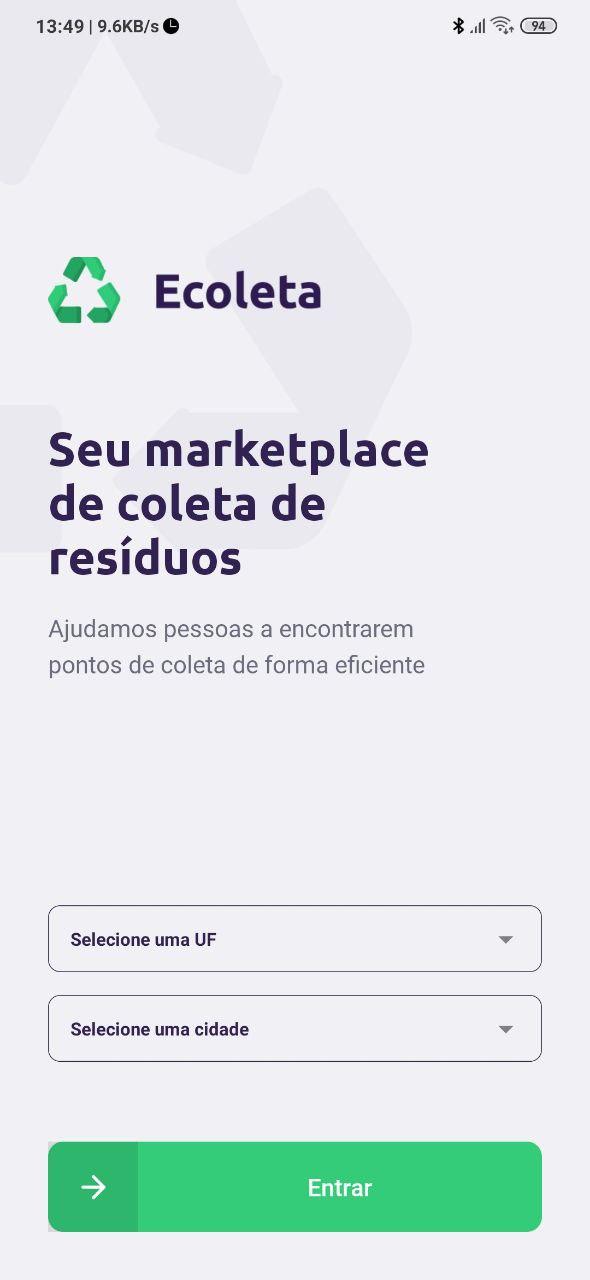 13:49 | 9.6KB/s
94
Ecoleta
Seu marketplace
de coleta de
resíduos
Ajudamos pessoas a encontrarem
pontos de coleta de forma eficiente
Selecione uma UF
Selecione uma cidade
Entrar